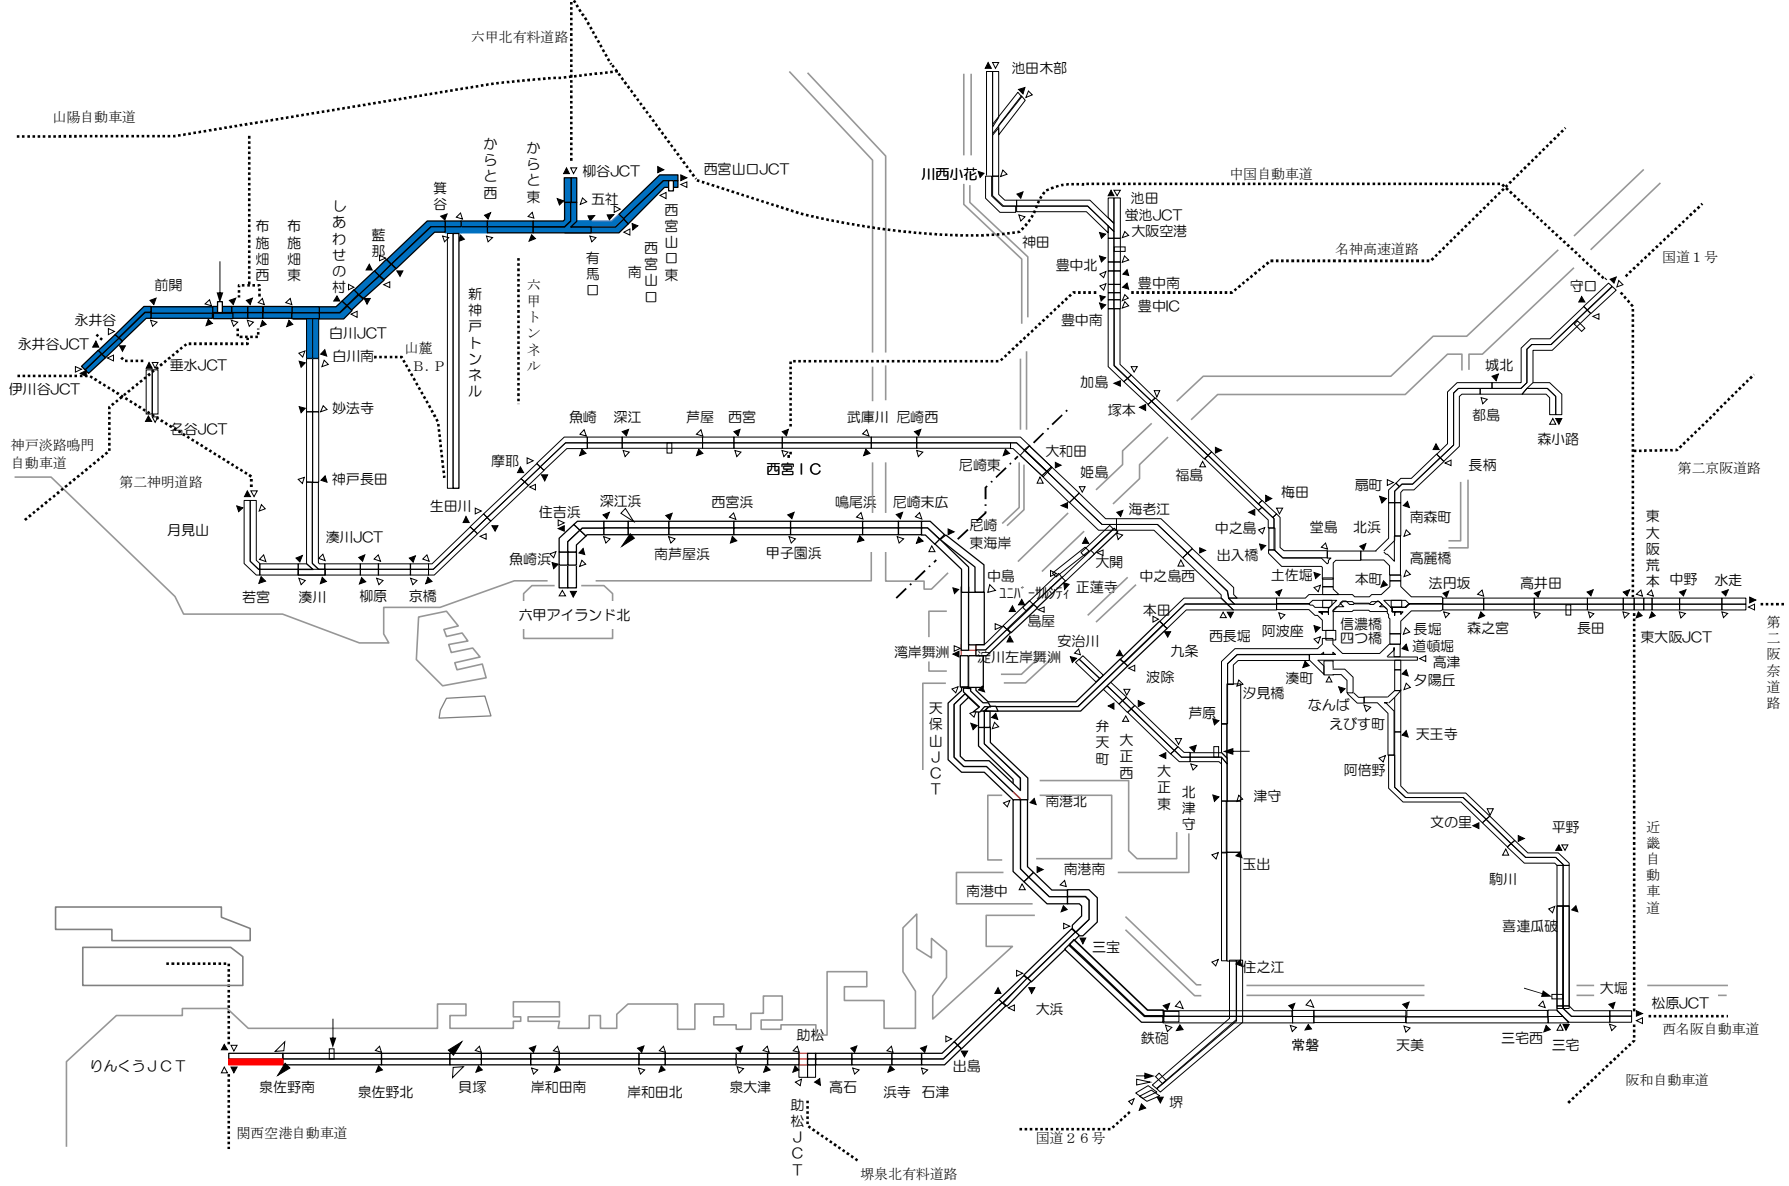 六甲北有料道路
山陽自動車道
池田木部
西宮山口JCT
からと西
からと東
柳谷JCT
五社
箕谷
川西小花
中国自動車道
池田
蛍池JCT
大阪空港
しあわせの村
藍那
布施畑西
布施畑東
西宮山口東
西宮山口南
有馬口
神田
名神高速道路
国道1号
豊中北
豊中南
豊中IC
豊中南
前開
六甲トンネル
新神戸トンネル
守口
永井谷
永井谷JCT
白川JCT
白川南
山麓
B.P
垂水JCT
伊川谷JCT
城北
加島
塚本
都島
森小路
妙法寺
名谷JCT
魚崎
深江
芦屋
西宮
武庫川
尼崎西
神戸淡路鳴門
自動車道
第二神明道路
摩耶
西宮IC
尼崎東
大和田
姫島
福島
長柄
第二京阪道路
神戸長田
生田川
住吉浜
深江浜
西宮浜
鳴尾浜
尼崎末広
海老江
梅田
扇町
南森町
月見山
湊川JCT
魚崎浜
南芦屋浜
甲子園浜
尼崎
東海岸
中之島
出入橋
堂島
北浜
高麗橋
東大阪荒本
大開
中之島西
土佐堀
本町
法円坂
高井田
中野
水走
若宮
湊川
柳原
京橋
六甲アイランド北
中島
ユニバーサルシティ
正蓮寺
島屋
本田
安治川
西長堀
阿波座
信濃橋
四つ橋
長堀
道頓堀
森之宮
長田
東大阪JCT
第二阪奈道路
湾岸舞洲
淀川左岸舞洲
九条
波除
高津
湊町
夕陽丘
汐見橋
なんば
えびす町
天保山JCT
芦原
弁天町
大正西
大正東
北津守
天王寺
阿倍野
南港北
津守
文の里
平野
近畿自動車道
玉出
駒川
南港南
南港中
喜連瓜破
三宝
住之江
大浜
大堀
松原JCT
西名阪自動車道
鉄砲
常磐
天美
三宅西
三宅
りんくうJCT
泉佐野南
泉佐野北
貝塚
岸和田南
岸和田北
泉大津
助松
高石
浜寺
石津
出島
堺
阪和自動車道
助松JCT
関西空港自動車道
国道26号
堺泉北有料道路